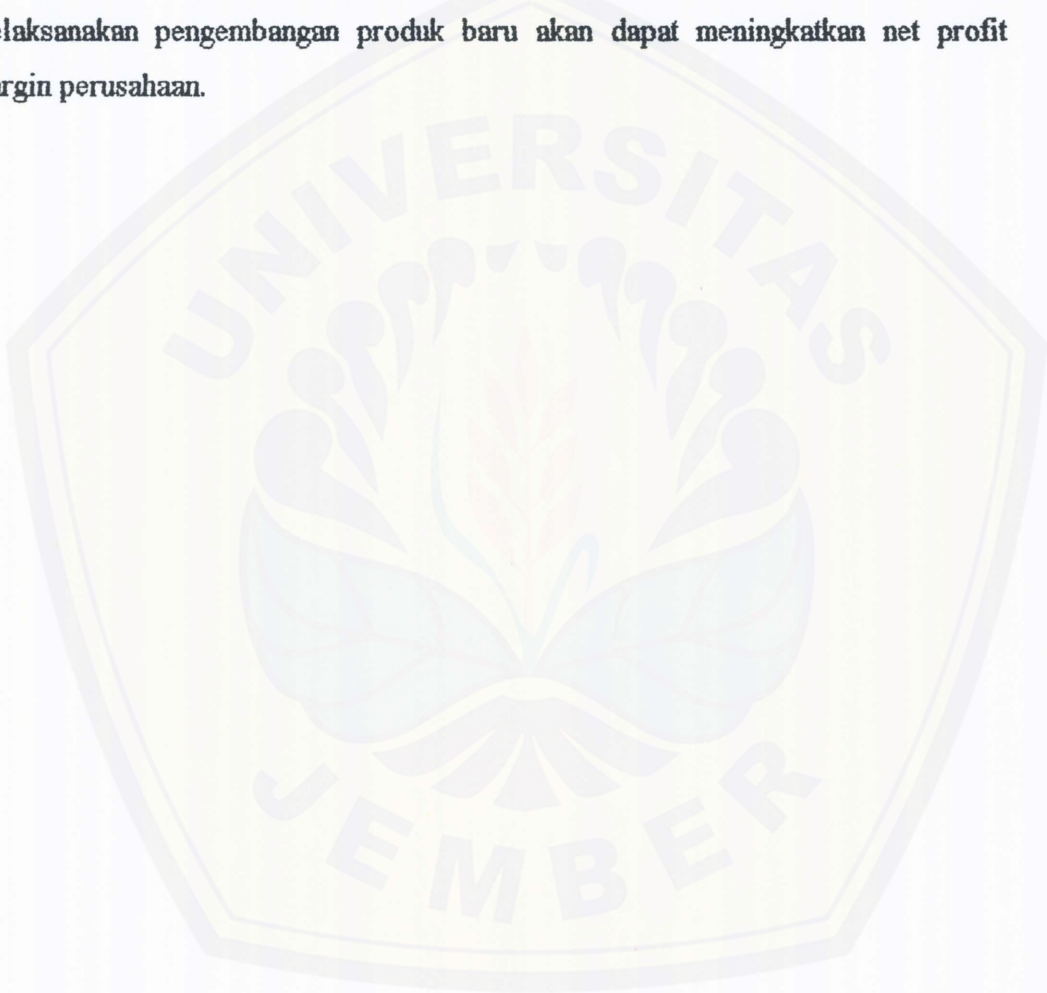 elaksanakan pengembangan produk baru akan dapat meningkatkan net profit
rgin perusahaan.
UNIVERSITAS
JEMBER